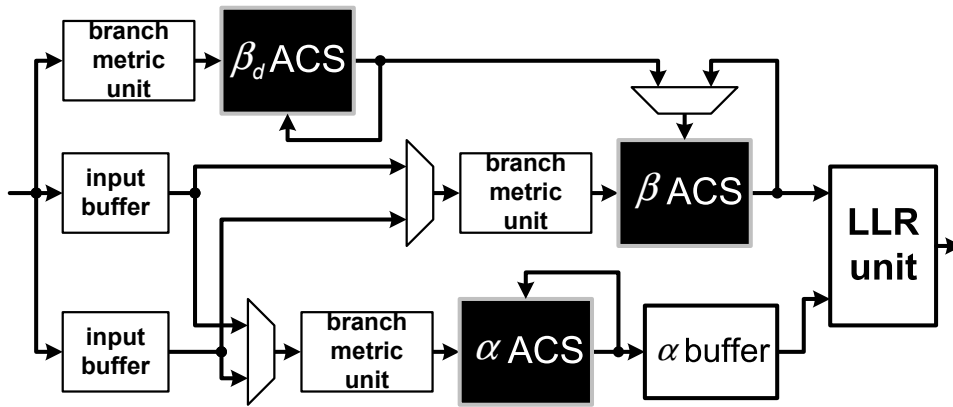 branch
metric
unit
β_d ACS
input
buffer
branch
metric
unit
β ACS
LLR
unit
input
buffer
branch
metric
unit
α ACS
α buffer